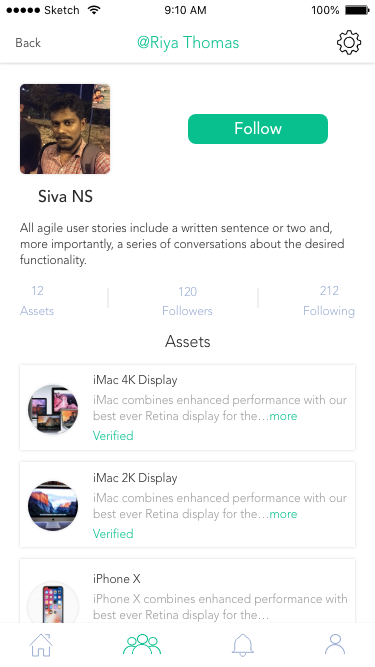 Sketch 9:10 AM 100%
Back @Riya Thomas
Follow
Siva NS
All agile user stories include a written sentence or two and,
more importantly, a series of conversations about the desired
functionality.
12 120 212
Assets Followers Following
Assets
iMac 4K Display
iMac combines enhanced performance with our
best ever Retina display for the...more
Verified
iMac 2K Display
iMac combines enhanced performance with our
best ever Retina display for the...more
Verified
iPhone X
iPhone X combines enhanced performance with
best ever Retina display for the...